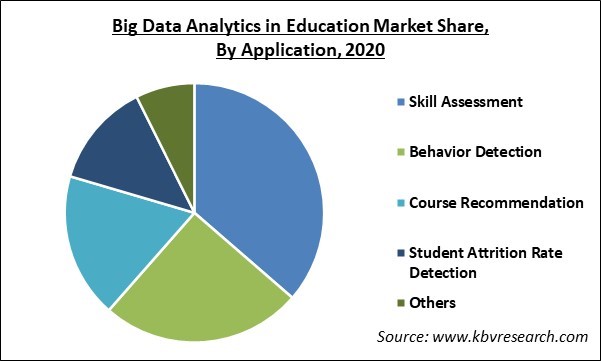 Big Data Analytics in Education Market Share,
By Application, 2020
Skill Assessment
Behavior Detection
Course Recommendation
Student Attrition Rate
Detection
Others
Source: www.kbvresearch.com